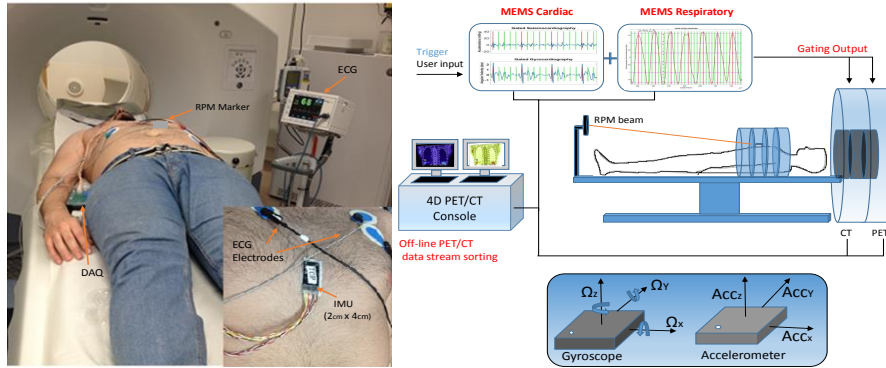 ECG
RPM Marker
DAQ
ECG
Electrodes
TOP
IMU
(2cm x 4cm)
MEMS Cardiac
MEMS Respiratory
Trigger
User input
+
Gating Output
RPM beam
4D PET/CT
Console
Off-line PET/CT
data stream sorting
CT
PET
Ωz
ΩY
Ωx
Gyroscope
Accz
AccY
Accx
Accelerometer